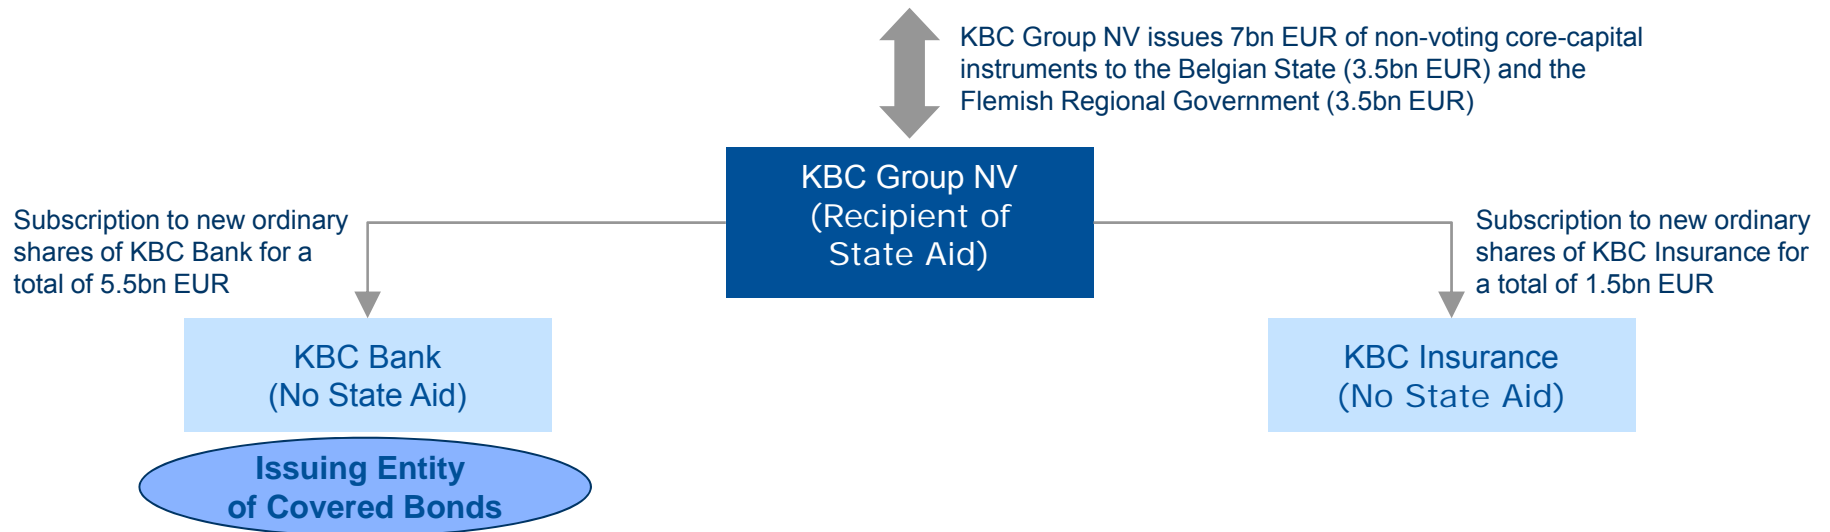 KBC Group NV issues 7bn EUR of non-voting core-capital
instruments to the Belgian State (3.5bn EUR) and the
Flemish Regional Government (3.5bn EUR)
KBC Group NV
(Recipient of
State Aid)
Subscription to new ordinary
shares of KBC Bank for a
total of 5.5bn EUR
Subscription to new ordinary
shares of KBC Insurance for
a total of 1.5bn EUR
KBC Bank
(No State Aid)
KBC Insurance
(No State Aid)
Issuing Entity
of Covered Bonds